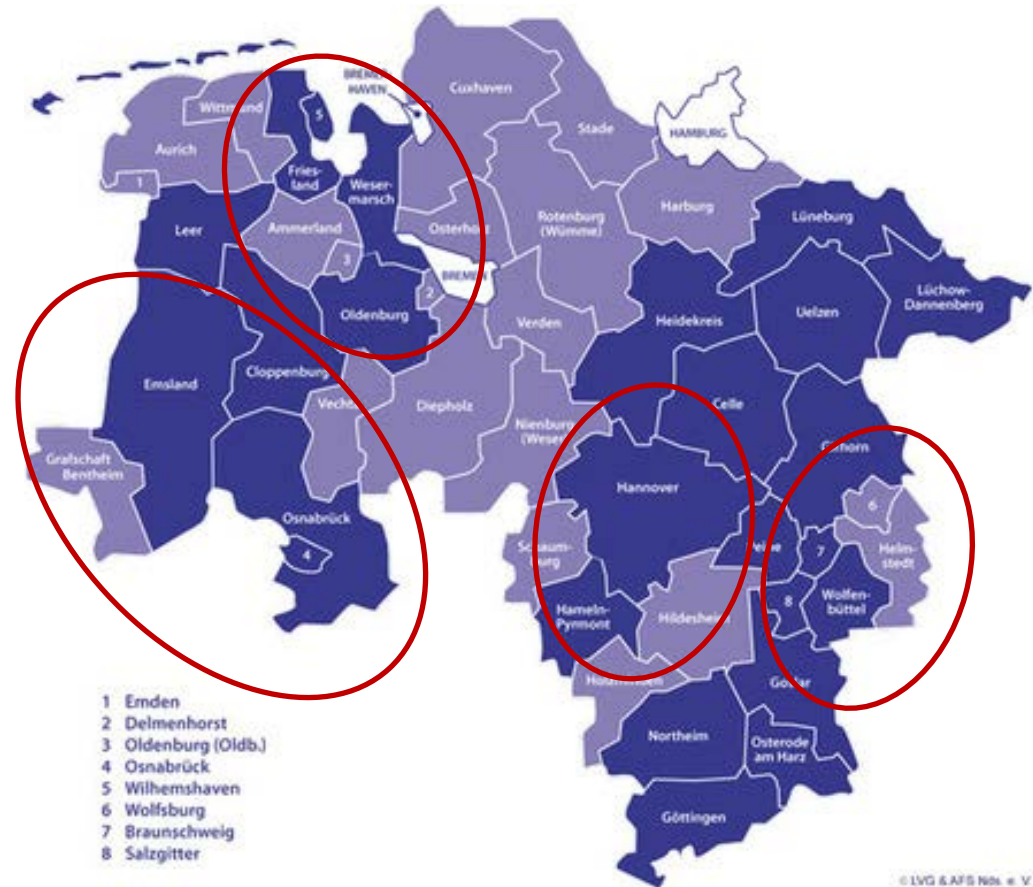 BREMER
HAVEN
Cuxhaven
Wittmund
5
Stade
HAMBURG
Aurich
1
Fries-
land
Weser-
marsch
Harburg
Lüneburg
Leer
Ammerland
Osterholz
Rotenburg
(Wümme)
3
BREMEN
2
Lüchow-
Dannenberg
Oldenburg
Verden
Heidekreis
Uelzen
Cloppenburg
Emsland
Vechta
Diepholz
Celle
Nienburg
(Weser)
Gifhorn
Grafschaft
Bentheim
Hannover
6
Osnabrück
4
Schaum-
burg
Peine
7
Helm-
stedt
8
Wolfen-
büttel
Hameln-
Pyrmont
Hildesheim
Holzminden
Goslar
Northeim
Osterode
am Harz
Göttingen
1 Emden
2 Delmenhorst
3 Oldenburg (Oldb.)
4 Osnabrück
5 Wilhemshaven
6 Wolfsburg
7 Braunschweig
8 Salzgitter
© LVG & AFS Nds. e. V.